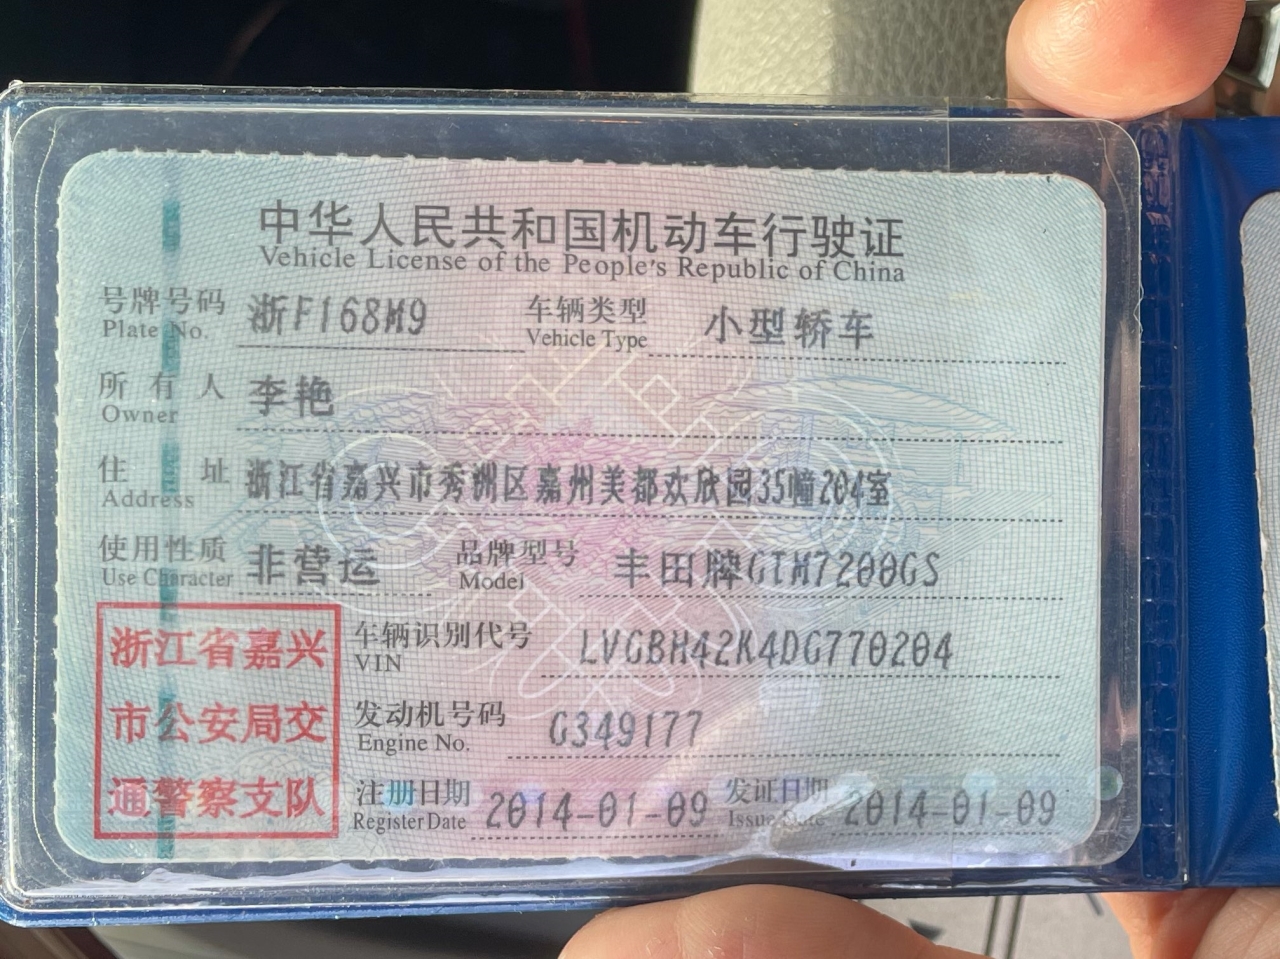 中华人民共和国机动车行驶证
Vehicle License of the People's Republic of China
号牌号码 浙F168M9 车辆类型 小型轿车
Plate No. Vehicle Type
所有人 李艳
Owner
住址 浙江省嘉兴市秀洲区嘉州美都欢欣园35幢204室
Address
使用性质 非营运 品牌型号 丰田牌GTM7200GS
Use Character Model
浙江省嘉兴
市公安局交
通警察支队
车辆识别代号 LVGBH42K4DG770204
VIN
发动机号码 G349177
Engine No.
注册日期 2014-01-09 发证日期 2014-01-09
Register Date Issue Date